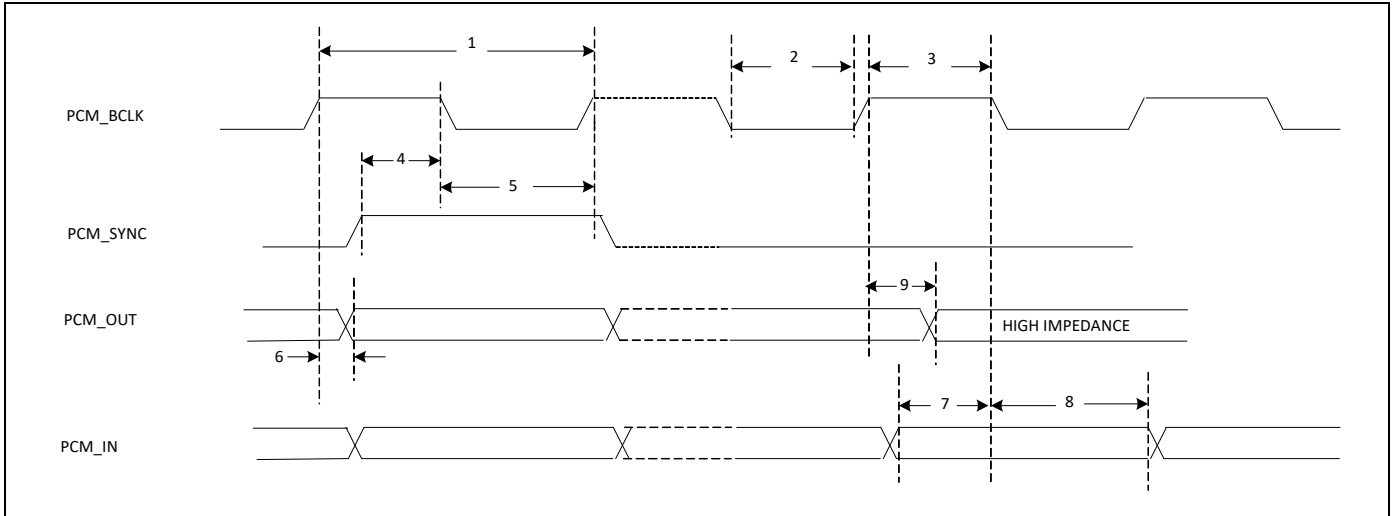 1
2
3
PCM_BCLK
4
5
PCM_SYNC
9
PCM_OUT
HIGH IMPEDANCE
6
7
8
PCM_IN